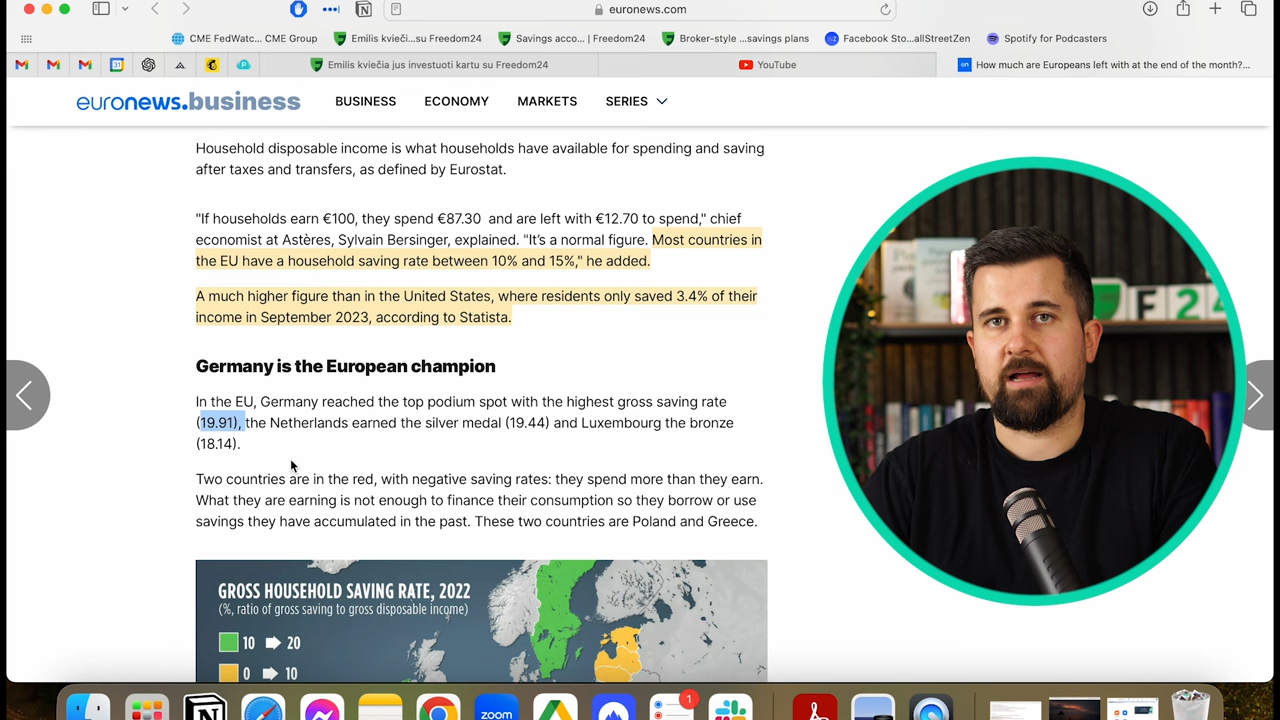 euronews.com
CME FedWatc... CME Group
Emilis kvieči...su Freedom24
Savings acco... | Freedom24
Broker-style ...savings plans
Facebook Sto...allStreetZen
Spotify for Podcasters
31
Emilis kviečia jus investuoti kartu su Freedom24
YouTube
on
How much are Europeans left with at the end of the month?...
euronews.business
BUSINESS
ECONOMY
MARKETS
SERIES
Household disposable income is what households have available for spending and saving
after taxes and transfers, as defined by Eurostat.
"If households earn €100, they spend €87.30 and are left with €12.70 to spend," chief
economist at Astères, Sylvain Bersinger, explained. "It's a normal figure. Most countries in
the EU have a household saving rate between 10% and 15%," he added.
A much higher figure than in the United States, where residents only saved 3.4% of their
income in September 2023, according to Statista.
Germany is the European champion
In the EU, Germany reached the top podium spot with the highest gross saving rate
(19.91), the Netherlands earned the silver medal (19.44) and Luxembourg the bronze
(18.14).
Two countries are in the red, with negative saving rates: they spend more than they earn.
What they are earning is not enough to finance their consumption so they borrow or use
savings they have accumulated in the past. These two countries are Poland and Greece.
GROSS HOUSEHOLD SAVING RATE, 2022
(%, ratio of gross saving to gross disposable income)
10 20
0 10
F24
zoom
1